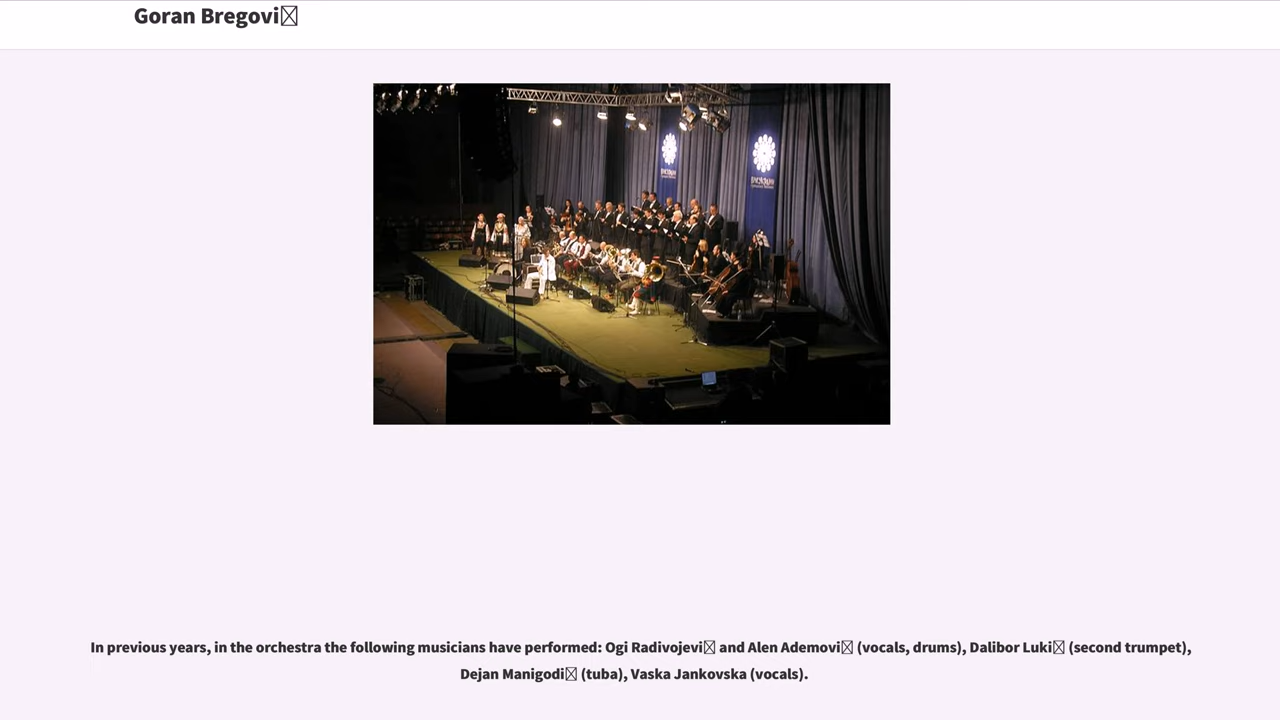 Goran Bregovi☒
In previous years, in the orchestra the following musicians have performed: Ogi Radivojevi☒ and Alen Ademovi☒ (vocals, drums), Dalibor Luki☒ (second trumpet),
Dejan Manigodi☒ (tuba), Vaska Jankovska (vocals).